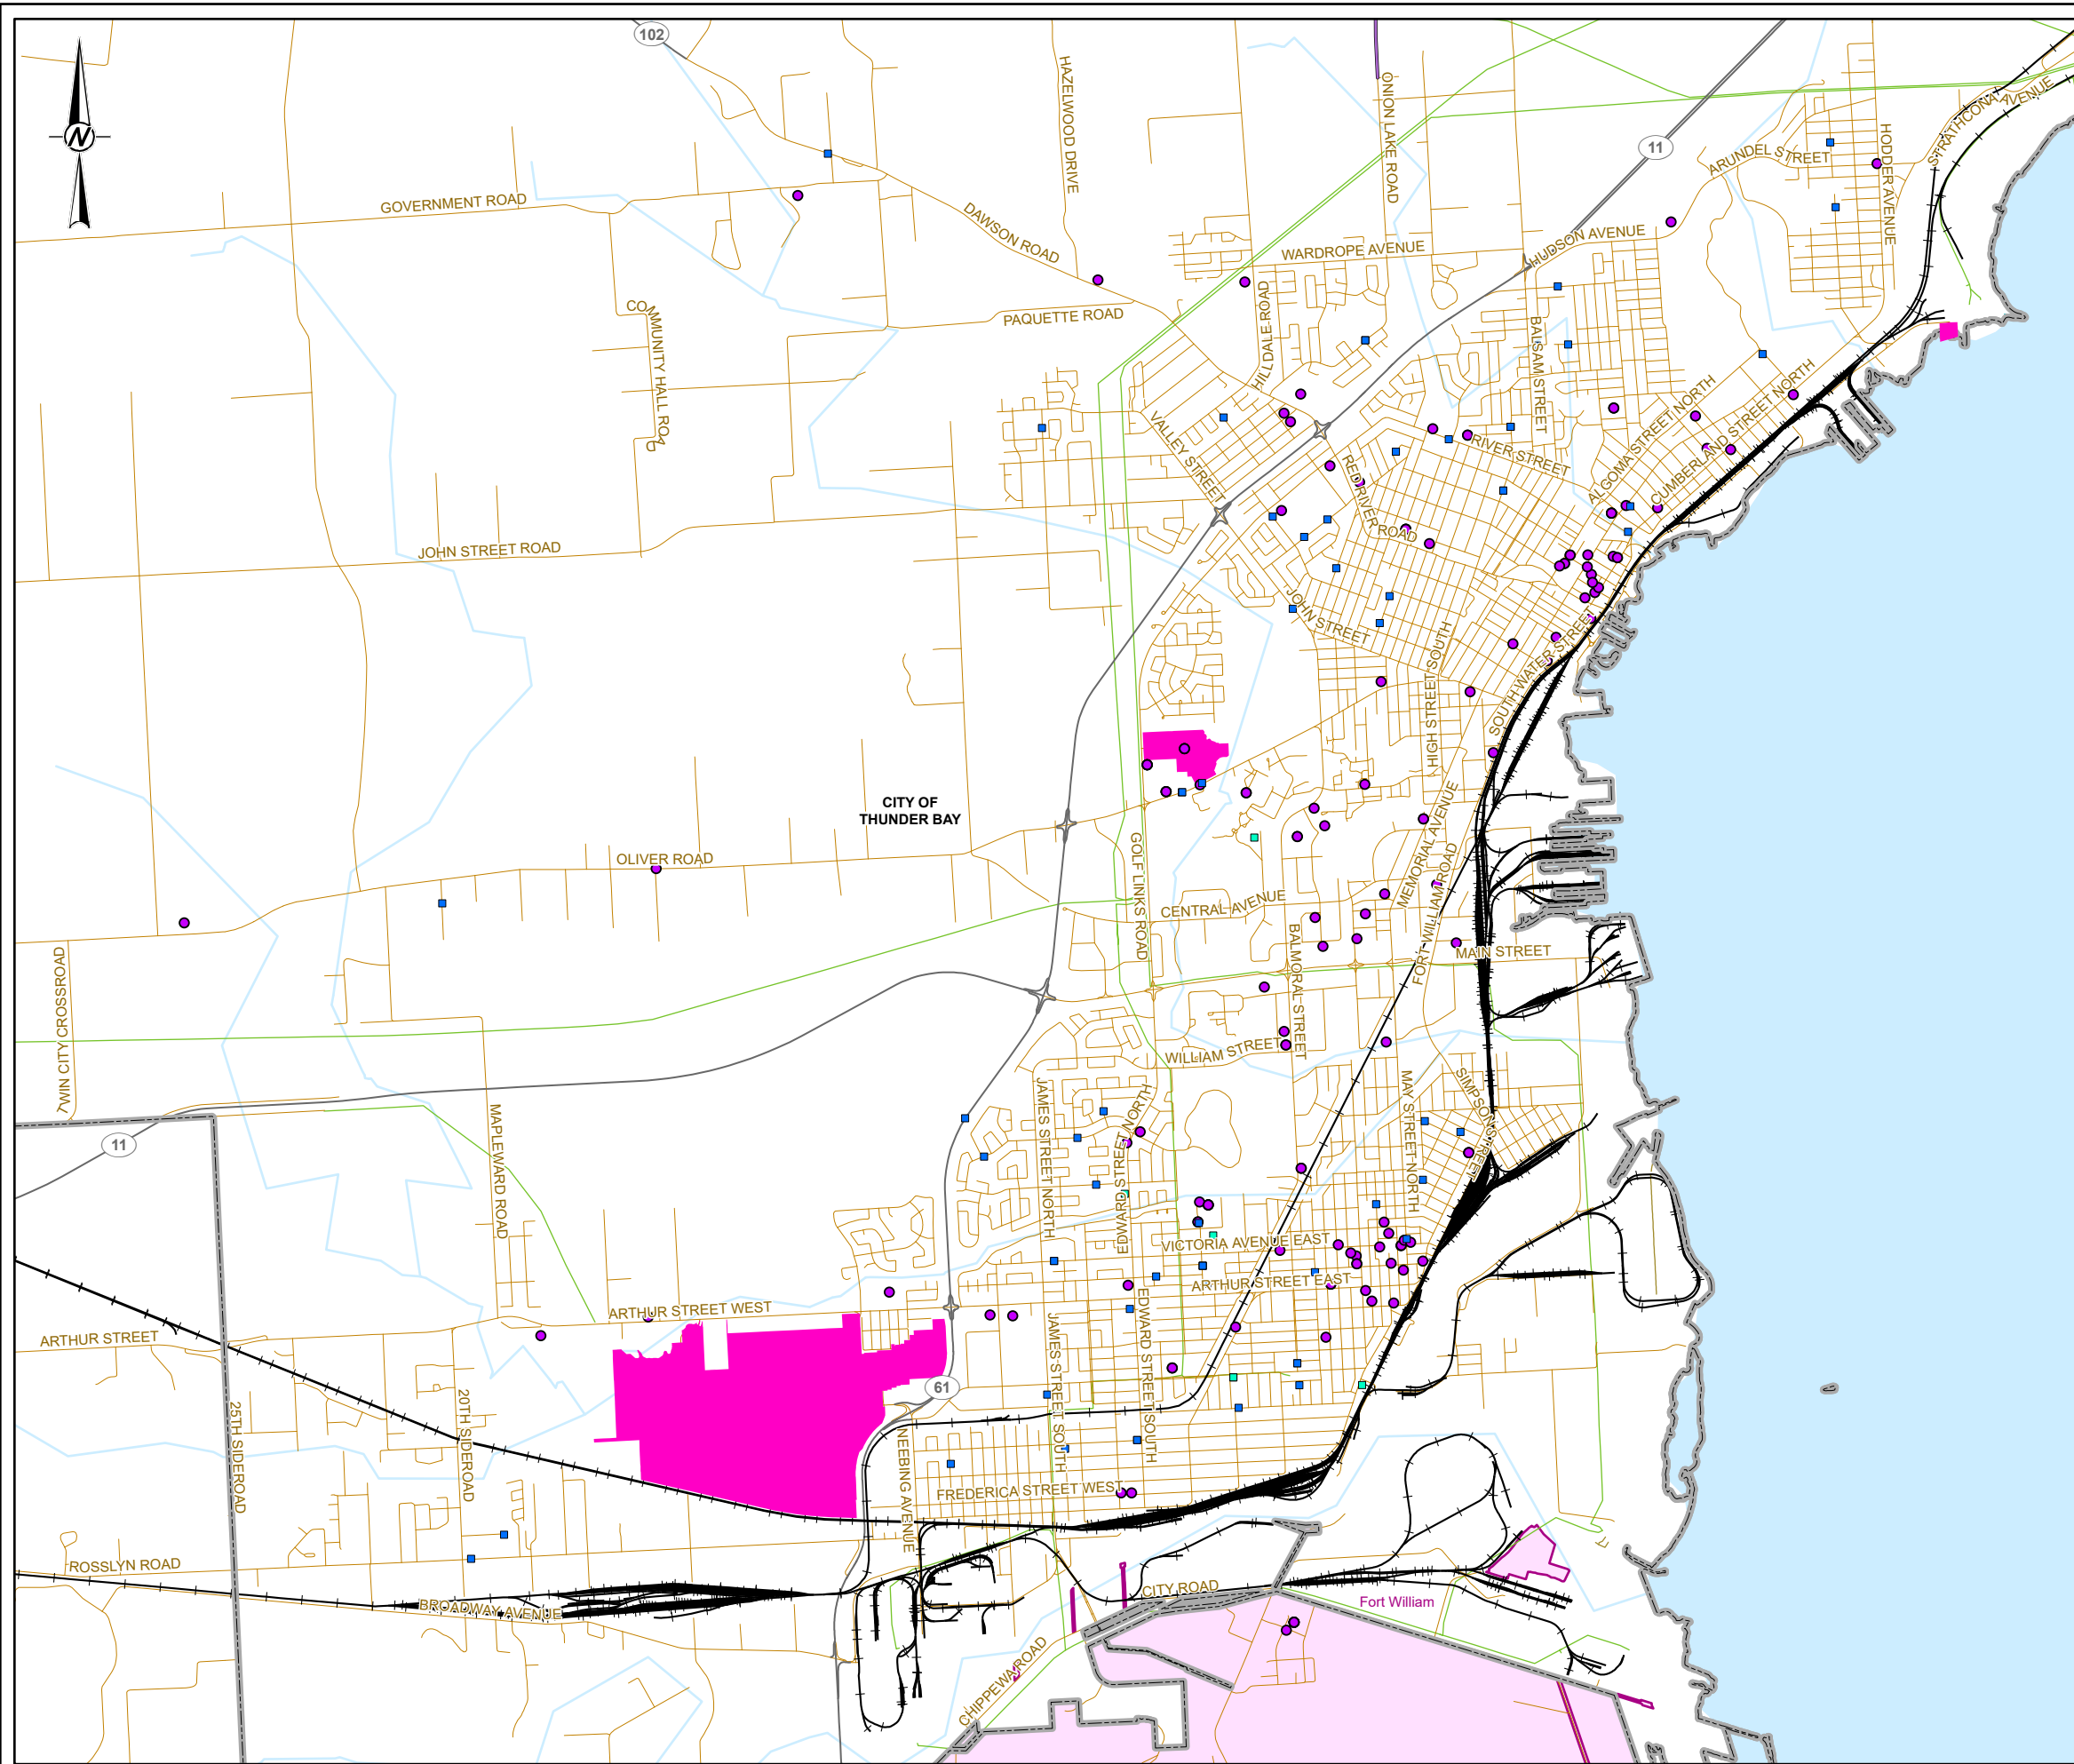 102
N
HAZELWOOD DRIVE
ONION LAKE ROAD
11
ARUNDEL STREET
HODDER AVENUE
STRATHCONA AVENUE
GOVERNMENT ROAD
DAWSON ROAD
WARDROPE AVENUE
HUDSON AVENUE
COMMUNITY HALL ROAD
PAQUETTE ROAD
HILLDALE ROAD
BALSAM STREET
VALLEY STREET
RED RIVER ROAD
RIVER STREET
ALGOMA STREET NORTH
CUMBERLAND STREET NORTH
JOHN STREET ROAD
JOHN STREET
HIGH STREET SOUTH
SOUTH WATER STREET
CITY OF
THUNDER BAY
OLIVER ROAD
GOLF LINKS ROAD
MEMORIAL AVENUE
FORT WILLIAM ROAD
CENTRAL AVENUE
BALMORAL STREET
MAIN STREET
TWIN CITY CROSSROAD
WILLIAM STREET
11
MAPLEWARD ROAD
JAMES STREET NORTH
EDWARD STREET NORTH
MAY STREET NORTH
SIMPSON STREET
VICTORIA AVENUE EAST
ARTHUR STREET EAST
ARTHUR STREET WEST
ARTHUR STREET
61
25TH SIDEROAD
20TH SIDEROAD
NEEBING AVENUE
JAMES STREET SOUTH
EDWARD STREET SOUTH
FREDERICA STREET WEST
ROSSLYN ROAD
BROADWAY AVENUE
CITY ROAD
Fort William
CHIPPEWA ROAD